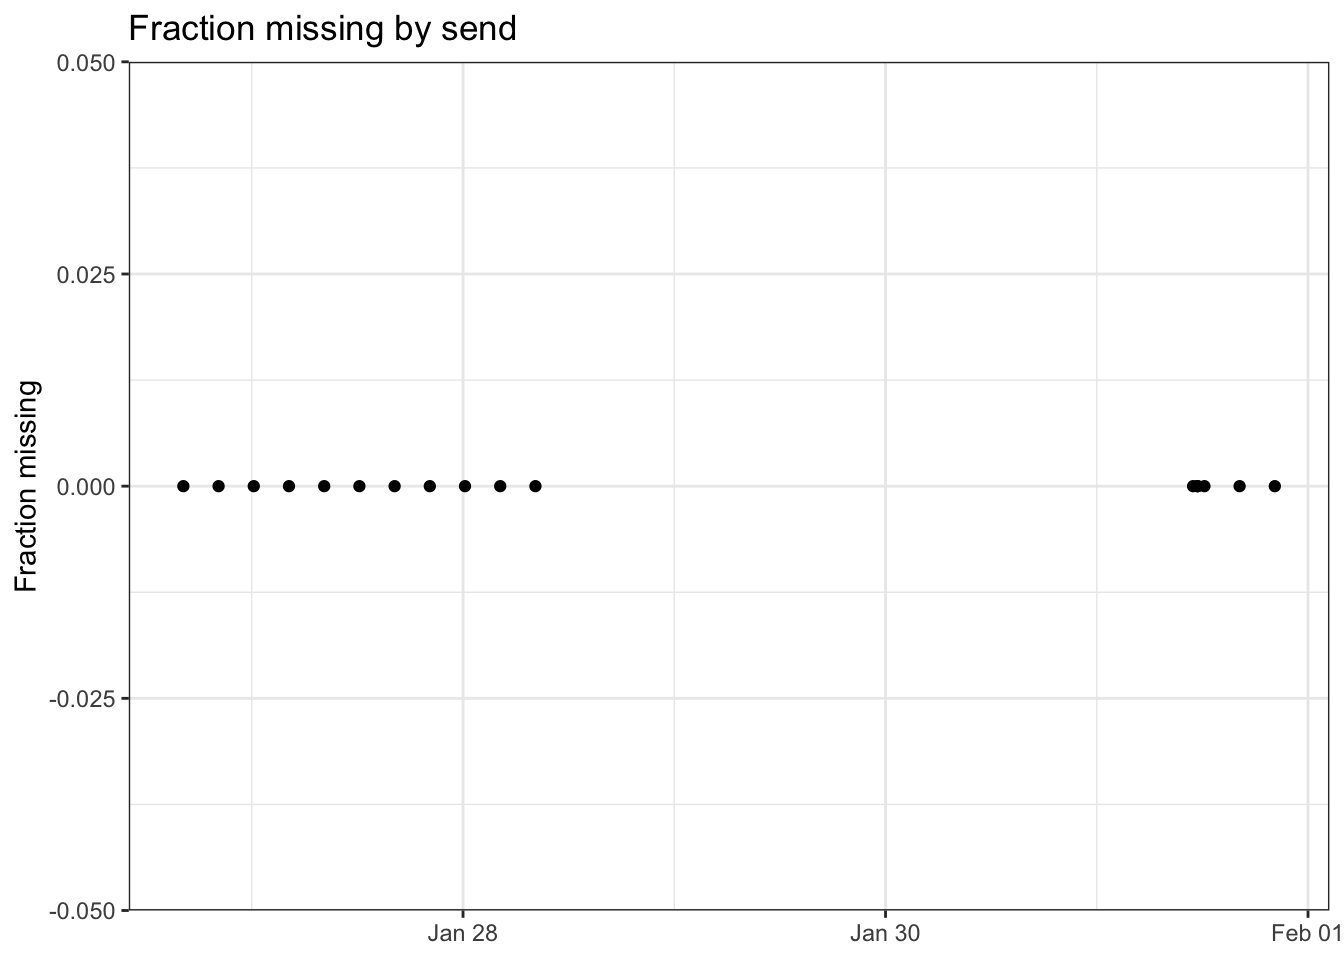 Fraction missing by send
0.050
0.025
0.000
-0.025
-0.050
Fraction missing
Jan 28
Jan 30
Feb 01